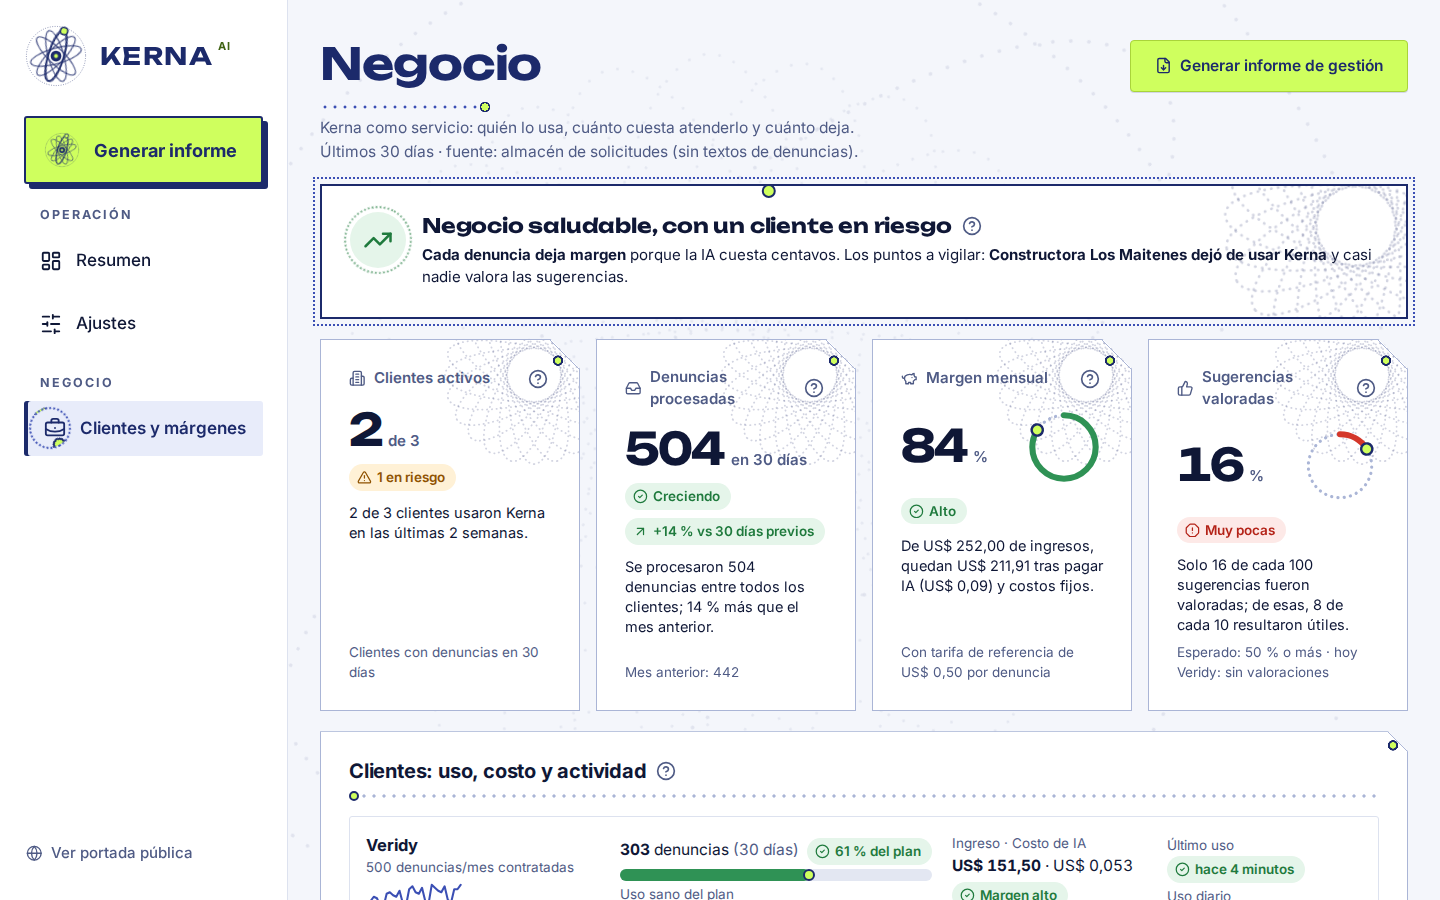 KERNA AI
Generar informe
OPERACIÓN
Resumen
Ajustes
NEGOCIO
Clientes y márgenes
Ver portada pública
Negocio
Generar informe de gestión
Kerna como servicio: quién lo usa, cuánto cuesta atenderlo y cuánto deja.
Últimos 30 días · fuente: almacén de solicitudes (sin textos de denuncias).
Negocio saludable, con un cliente en riesgo
Cada denuncia deja margen porque la IA cuesta centavos. Los puntos a vigilar: Constructora Los Maitenes dejó de usar Kerna y casi
nadie valora las sugerencias.
Clientes activos
2 de 3
1 en riesgo
2 de 3 clientes usaron Kerna
en las últimas 2 semanas.
Clientes con denuncias en 30
días
Denuncias
procesadas
504 en 30 días
Creciendo
+14 % vs 30 días previos
Se procesaron 504
denuncias entre todos los
clientes; 14 % más que el
mes anterior.
Mes anterior: 442
Margen mensual
84 %
Alto
De US$ 252,00 de ingresos,
quedan US$ 211,91 tras pagar
IA (US$ 0,09) y costos fijos.
Con tarifa de referencia de
US$ 0,50 por denuncia
Sugerencias
valoradas
16 %
Muy pocas
Solo 16 de cada 100
sugerencias fueron
valoradas; de esas, 8 de
cada 10 resultaron útiles.
Esperado: 50 % o más · hoy
Veridy: sin valoraciones
Clientes: uso, costo y actividad
Veridy
500 denuncias/mes contratadas
303 denuncias (30 días)
61 % del plan
Uso sano del plan
Ingreso · Costo de IA
US$ 151,50 · US$ 0,053
Margen alto
Último uso
hace 4 minutos
Uso diario